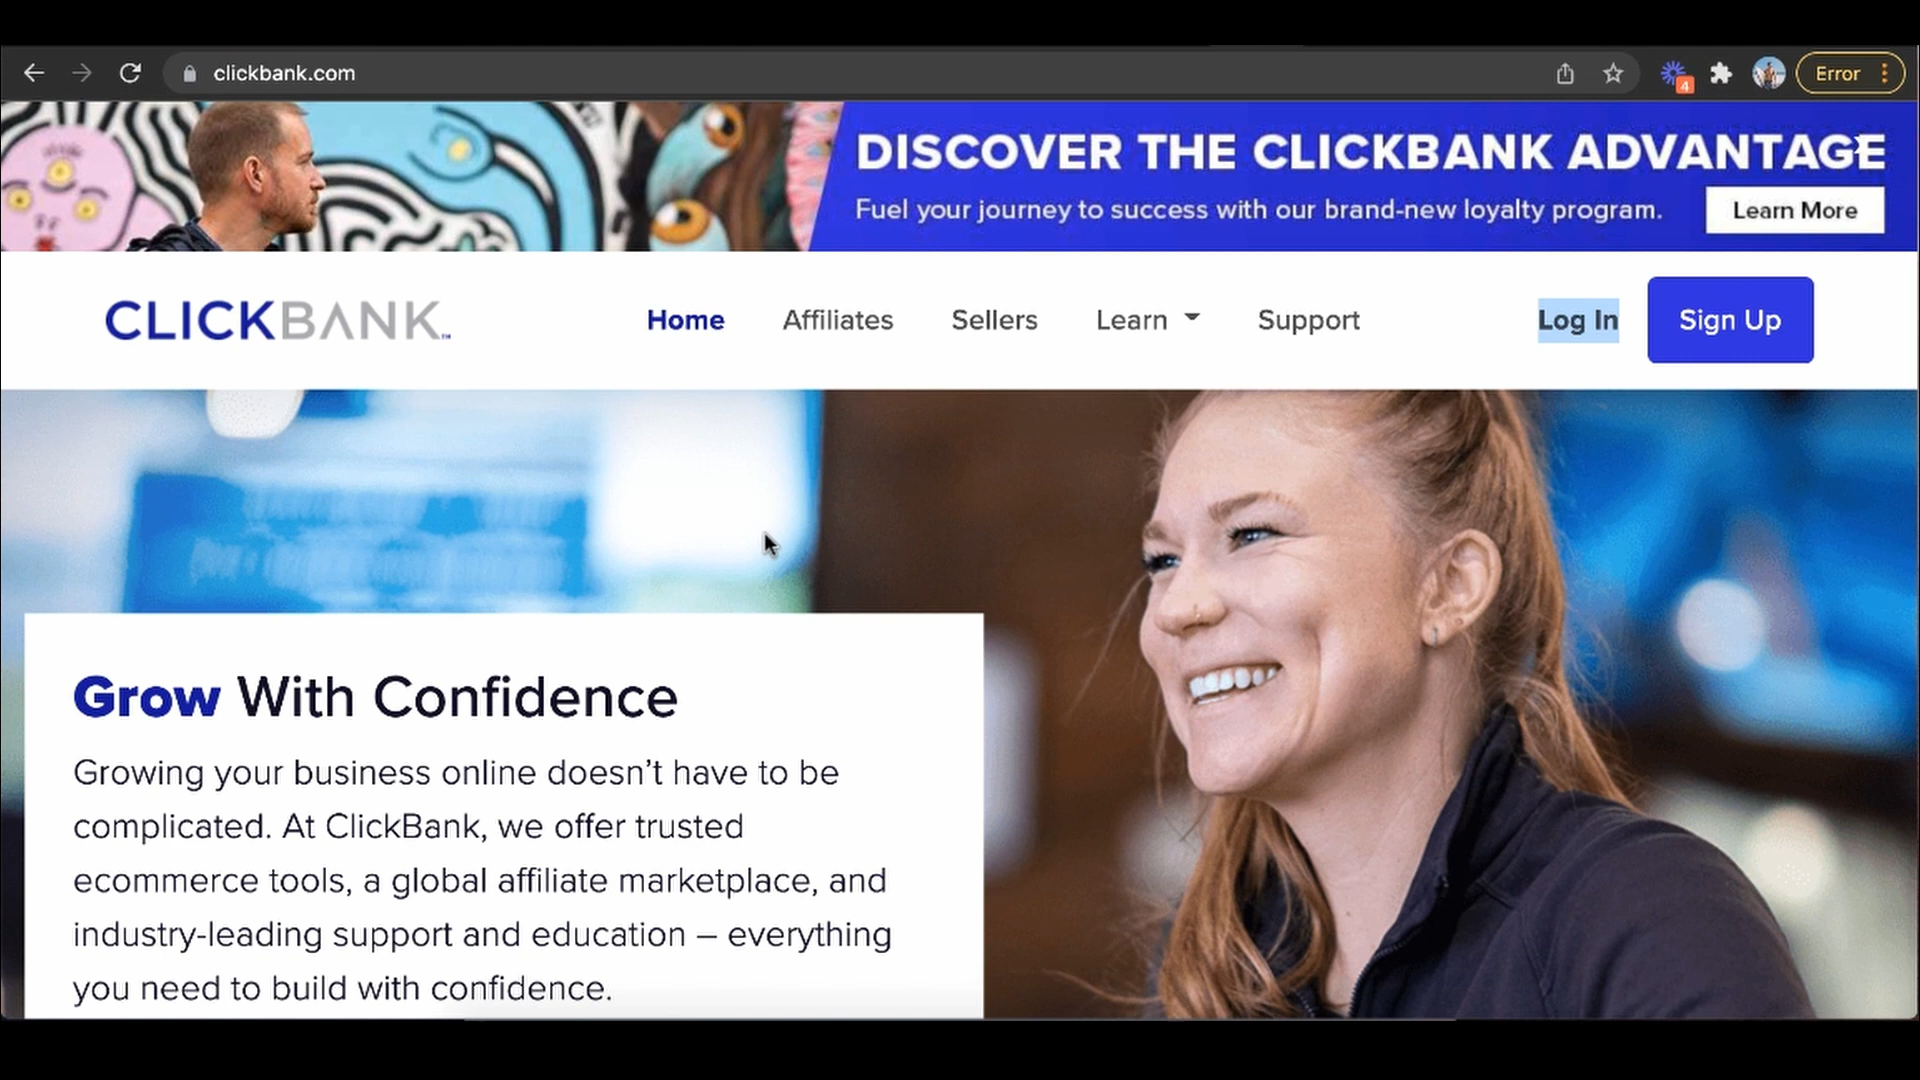 clickbank.com
4
Error
DISCOVER THE CLICKBANK ADVANTAGE
Fuel your journey to success with our brand-new loyalty program.
Learn More
CLICKBANK™
Home
Affiliates
Sellers
Learn
Support
Log In
Sign Up
Grow With Confidence
Growing your business online doesn’t have to be
complicated. At ClickBank, we offer trusted
ecommerce tools, a global affiliate marketplace, and
industry-leading support and education – everything
you need to build with confidence.